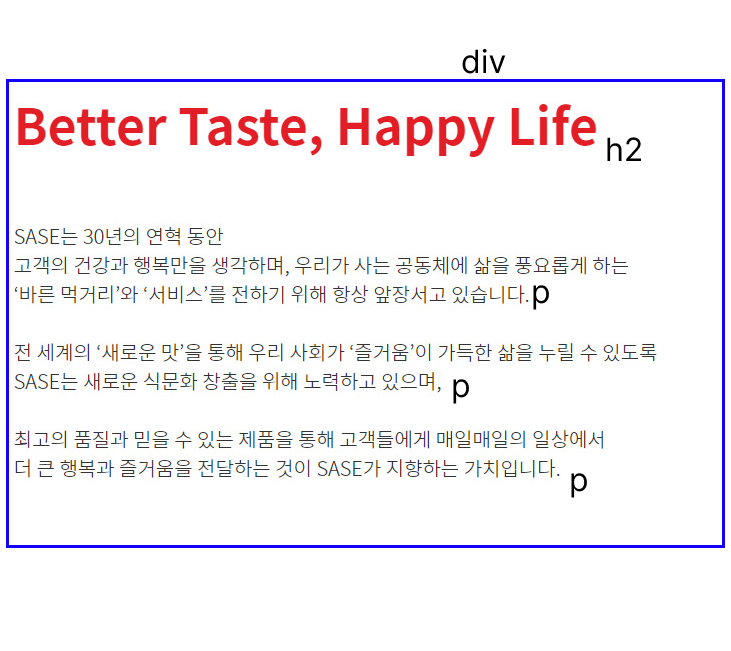 div
Better Taste, Happy Life
h2
SASE는 30년의 연혁 동안
고객의 건강과 행복만을 생각하며, 우리가 사는 공동체에 삶을 풍요롭게 하는
‘바른 먹거리’와 ‘서비스’를 전하기 위해 항상 앞장서고 있습니다.
p
전 세계의 ‘새로운 맛’을 통해 우리 사회가 ‘즐거움’이 가득한 삶을 누릴 수 있도록
SASE는 새로운 식문화 창출을 위해 노력하고 있으며,
p
최고의 품질과 믿을 수 있는 제품을 통해 고객들에게 매일매일의 일상에서
더 큰 행복과 즐거움을 전달하는 것이 SASE가 지향하는 가치입니다.
p